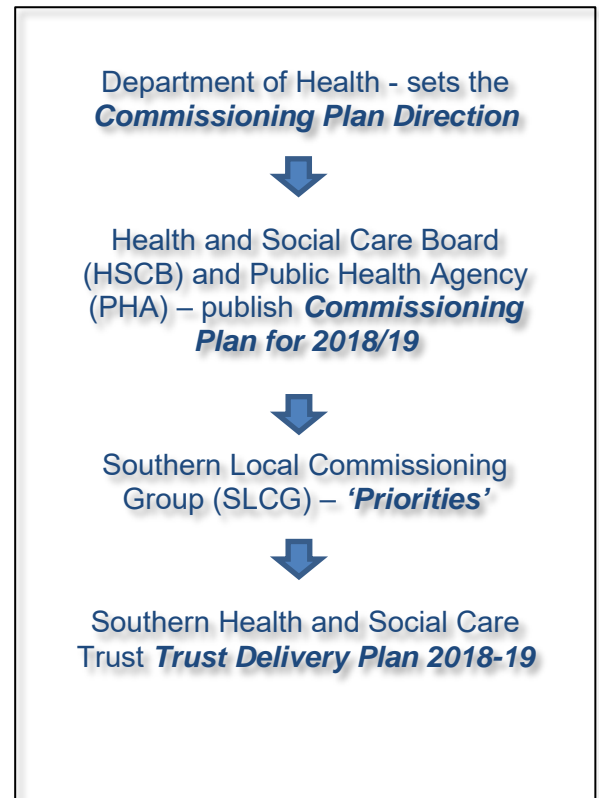 Department of Health - sets the
Commissioning Plan Direction
Health and Social Care Board
(HSCB) and Public Health Agency
(PHA) – publish Commissioning
Plan for 2018/19
Southern Local Commissioning
Group (SLCG) – ‘Priorities’
Southern Health and Social Care
Trust Trust Delivery Plan 2018-19